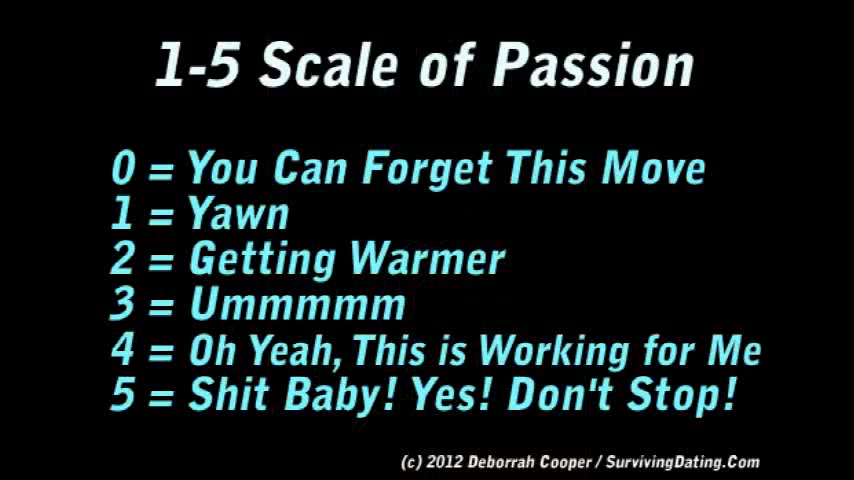 1-5 Scale of Passion
0 = You Can Forget This Move
1 = Yawn
2 = Getting Warmer
3 = Ummmmm
4 = Oh Yeah, This is Working for Me
5 = Shit Baby! Yes! Don't Stop!
(c) 2012 Deborrah Cooper / SurvivingDating.Com